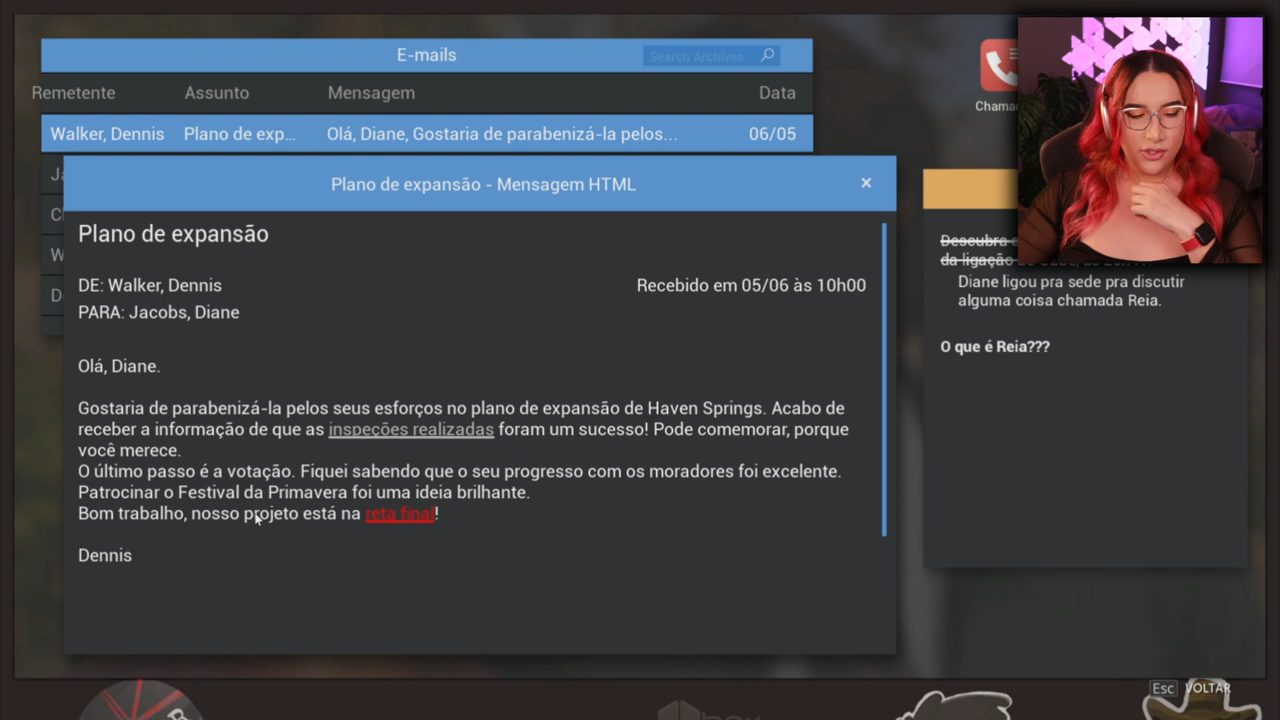 E-mails
Search Archives
Remetente Assunto Mensagem Data
Walker, Dennis Plano de exp... Olá, Diane, Gostaria de parabenizá-la pelos... 06/05
Plano de expansão - Mensagem HTML
Plano de expansão
DE: Walker, Dennis Recebido em 05/06 às 10h00
PARA: Jacobs, Diane
Olá, Diane.
Gostaria de parabenizá-la pelos seus esforços no plano de expansão de Haven Springs. Acabo de
receber a informação de que as inspeções realizadas foram um sucesso! Pode comemorar, porque
você merece.
O último passo é a votação. Fiquei sabendo que o seu progresso com os moradores foi excelente.
Patrocinar o Festival da Primavera foi uma ideia brilhante.
Bom trabalho, nosso projeto está na reta final!
Dennis
Descubra
da ligação
Diane ligou pra sede pra discutir
alguma coisa chamada Reia.
O que é Reia???
Esc VOLTAR